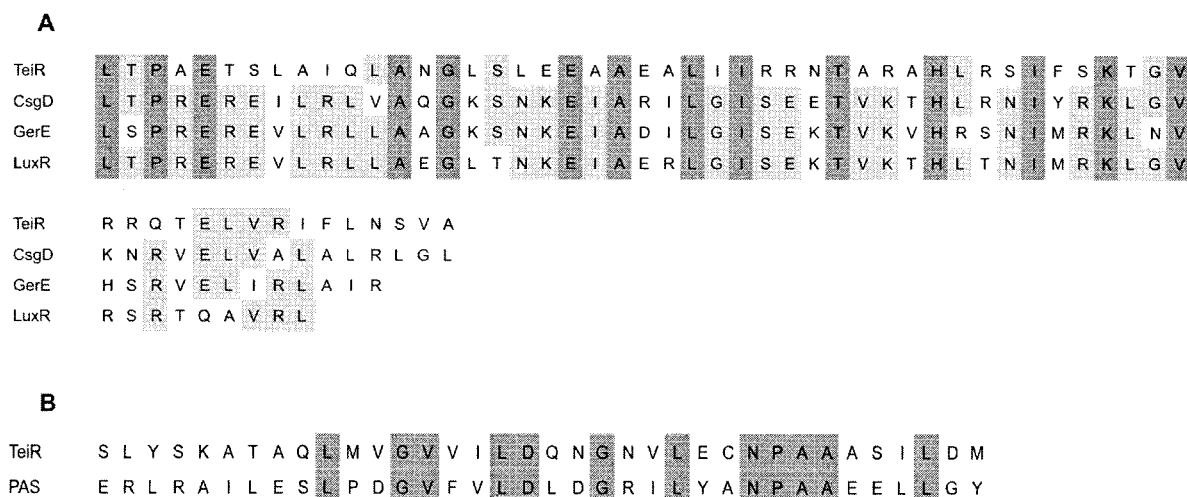 A
TeiR L T P A E T S L A I Q L A N G L S L E E A A E A L I I R R N T A R A H L R S I F S K T G V
CsgD L T P R E R E I L R L V A Q G K S N K E I A R I L G I S E E T V K T H L R N I Y R K L G V
GerE L S P R E R E V L R L L A A G K S N K E I A D I L G I S E K T V K V H R S N I M R K L N V
LuxR L T P R E R E V L R L L A E G L T N K E I A E R L G I S E K T V K T H L T N I M R K L G V
TeiR R R Q T E L V R I F L N S V A
CsgD K N R V E L V A L A L R L G L
GerE H S R V E L I R L A I R
LuxR R S R T Q A V R L
B
TeiR S L Y S K A T A Q L M V G V V I L D Q N G N V L E C N P A A A S I L D M
PAS E R L R A I L E S L P D G V F V L D L D G R I L Y A N P A A E E L L G Y